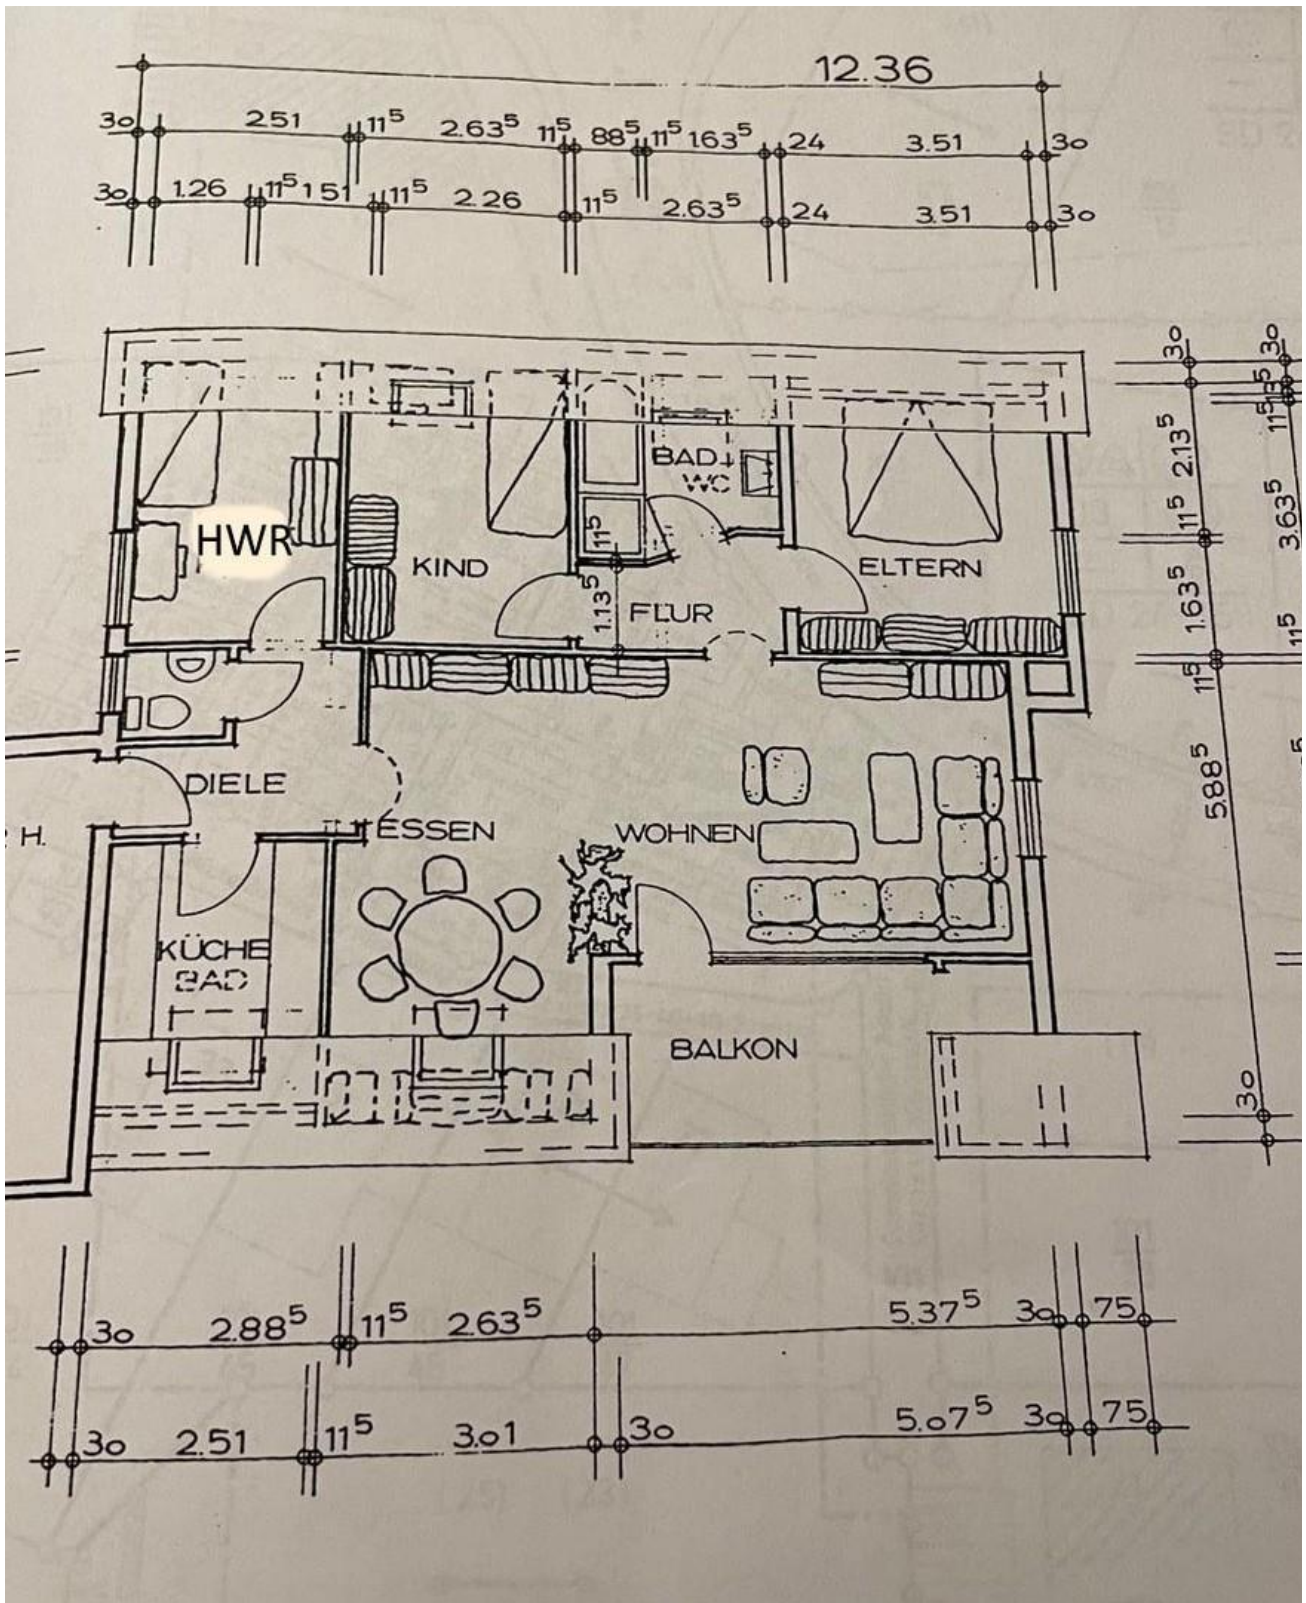 12.36
30 2.51 11⁵ 2.63⁵ 11⁵ 88⁵ 11⁵ 1.63⁵ 24 3.51 30
30 1.26 11⁵ 1.51 11⁵ 2.26 11⁵ 2.63⁵ 24 3.51 30
30 2.13⁵ 11⁵ 1.63⁵ 11⁵ 5.88⁵ 30
30 13⁵ 11⁵ 3.63⁵ 11⁵
BAD+
WC
HWR
KIND
11⁵
ELTERN
1.13⁵
FLUR
DIELE
H.
ESSEN
WOHNEN
KÜCHE
BAD
BALKON
30 2.88⁵ 11⁵ 2.63⁵ 5.37⁵ 30 75
30 2.51 11⁵ 3.01 30 5.07⁵ 30 75